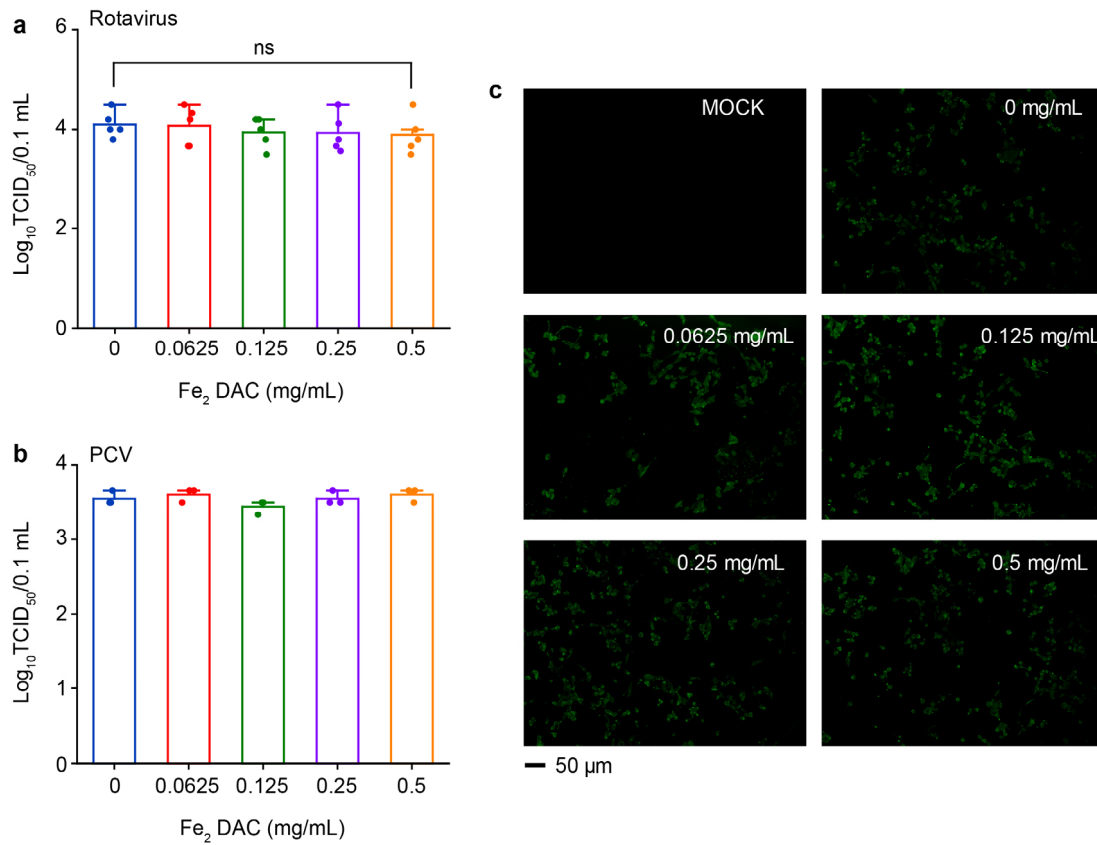 a
Rotavirus
ns
6
4
2
0
Log₁₀TCID₅₀/0.1 mL
0 0.0625 0.125 0.25 0.5
Fe₂ DAC (mg/mL)
b
PCV
4
3
2
1
0
Log₁₀TCID₅₀/0.1 mL
0 0.0625 0.125 0.25 0.5
Fe₂ DAC (mg/mL)
c
MOCK
0 mg/mL
0.0625 mg/mL
0.125 mg/mL
0.25 mg/mL
0.5 mg/mL
50 µm